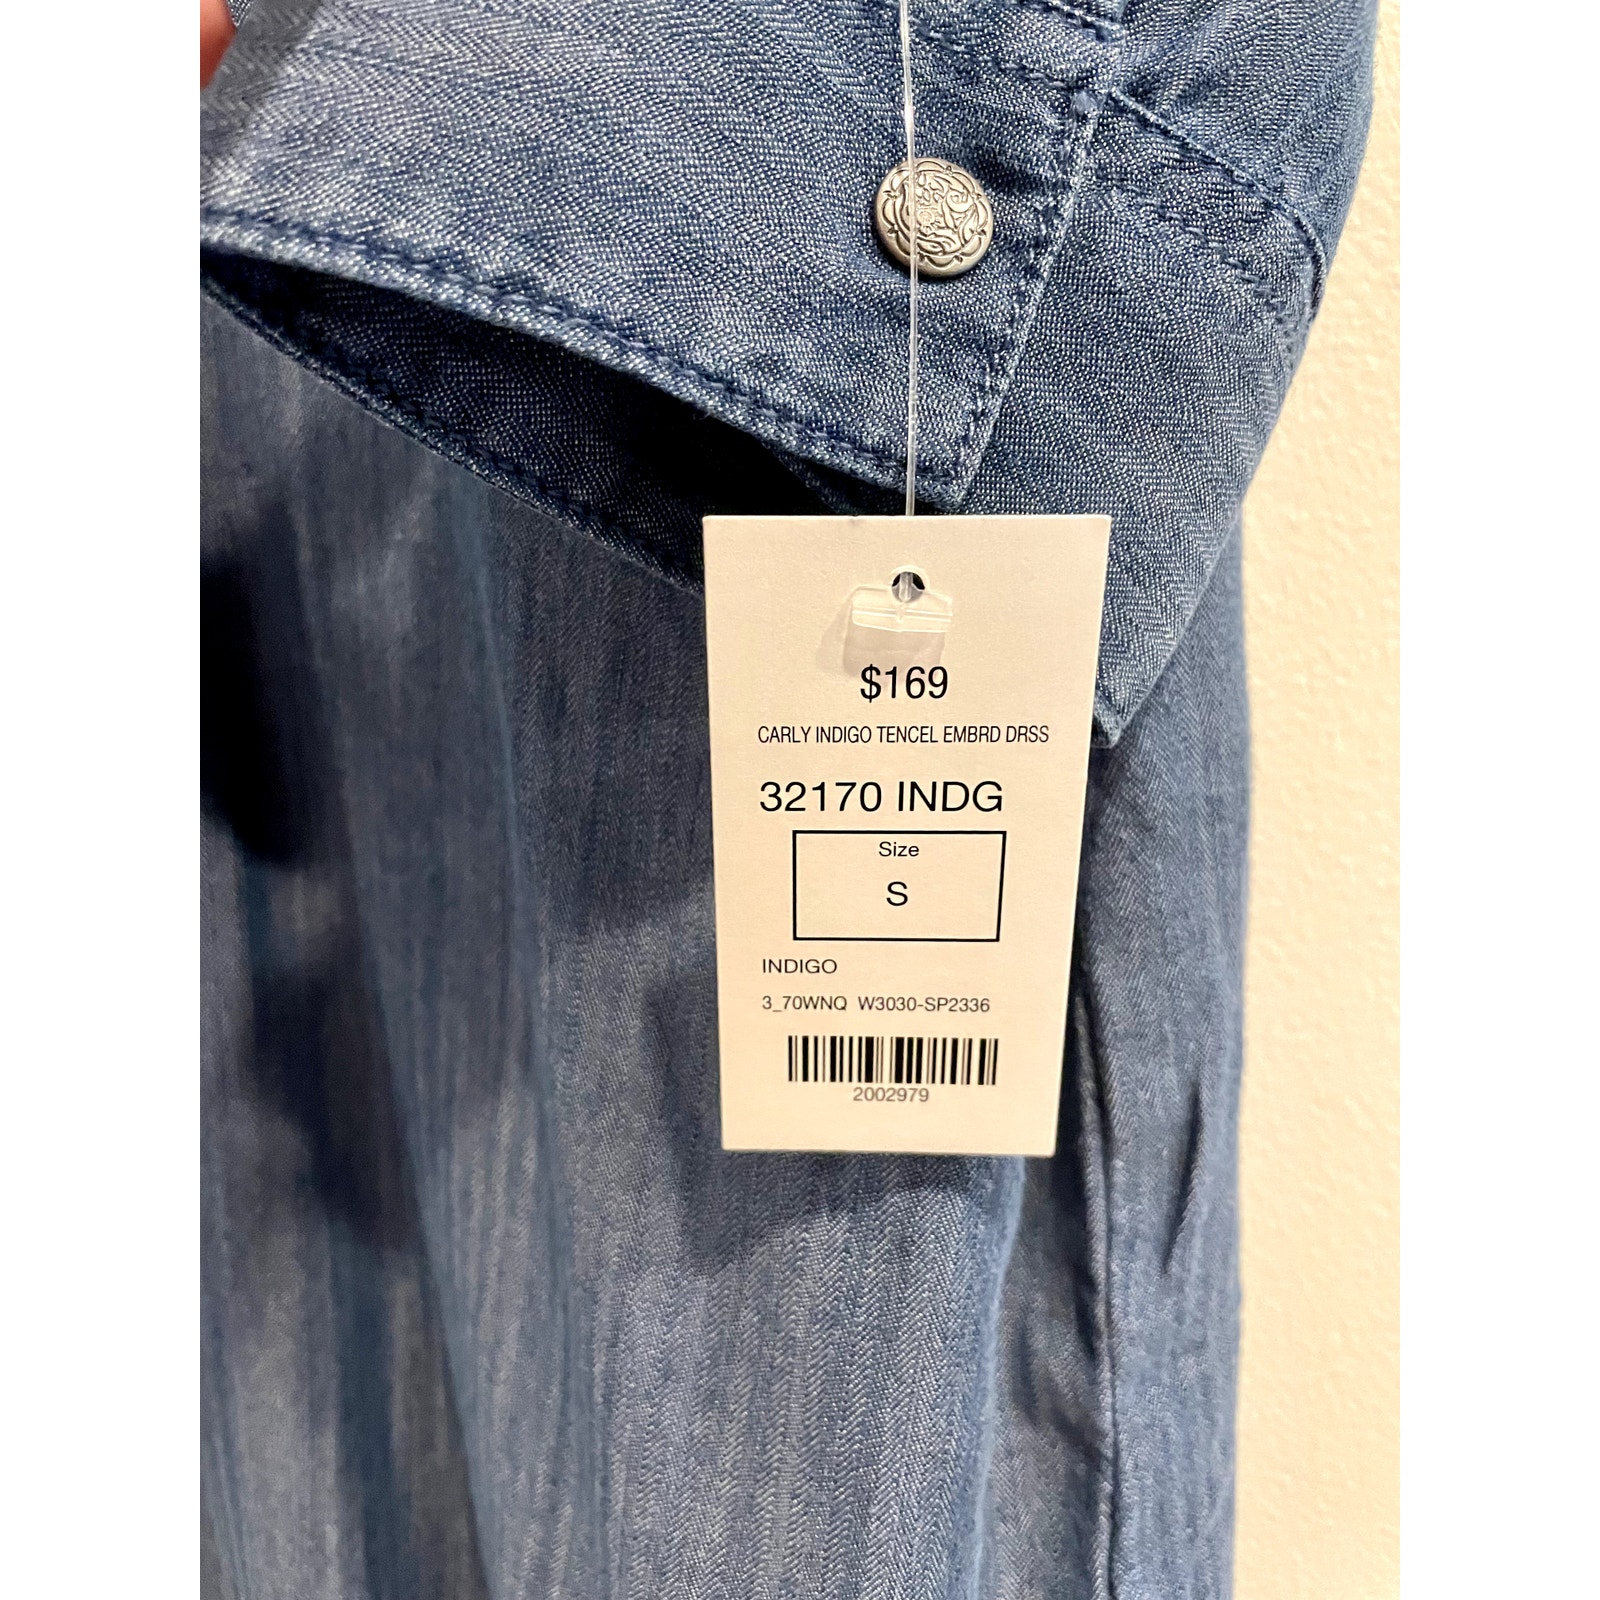 $169
CARLY INDIGO TENCEL EMBRD DRSS
32170 INDG
Size
S
INDIGO
3_70WNQ W3030-SP2336
2002979